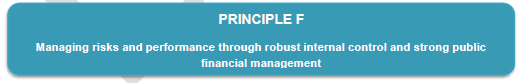 PRINCIPLE F
Managing risks and performance through robust internal control and strong public
financial management